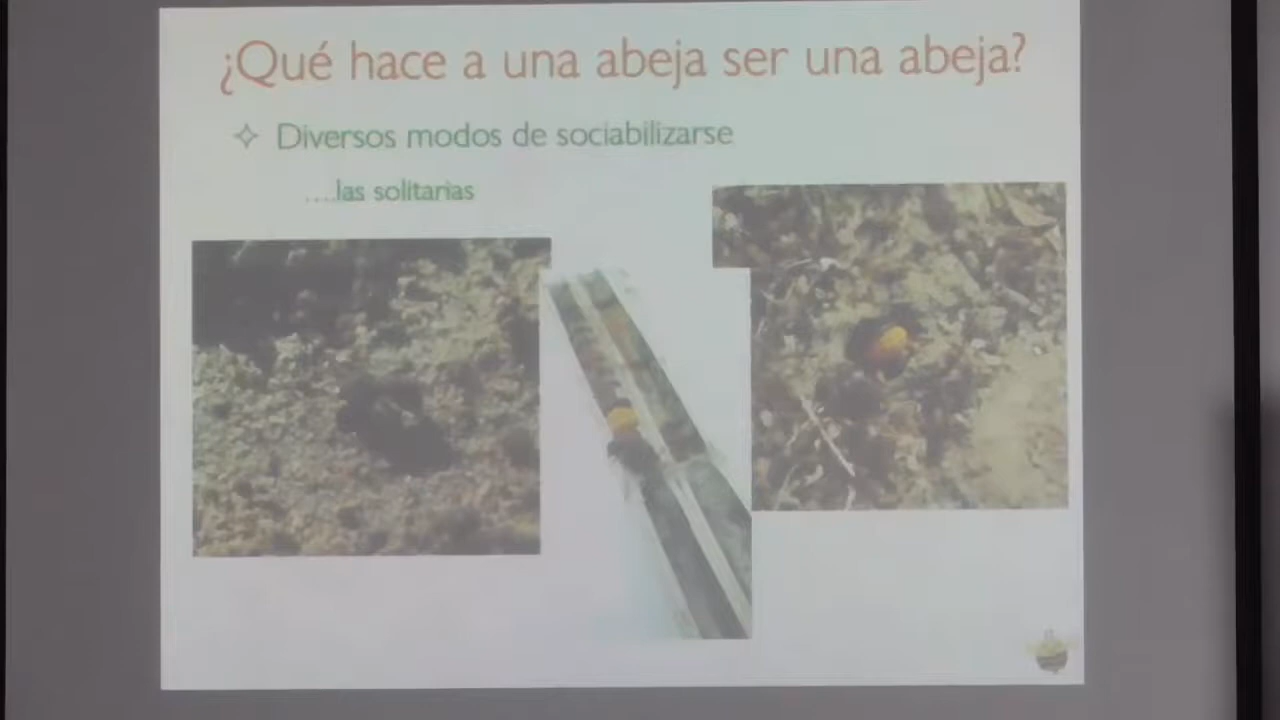 ¿Qué hace a una abeja ser una abeja?
✧ Diversos modos de sociabilizarse
....las solitarias